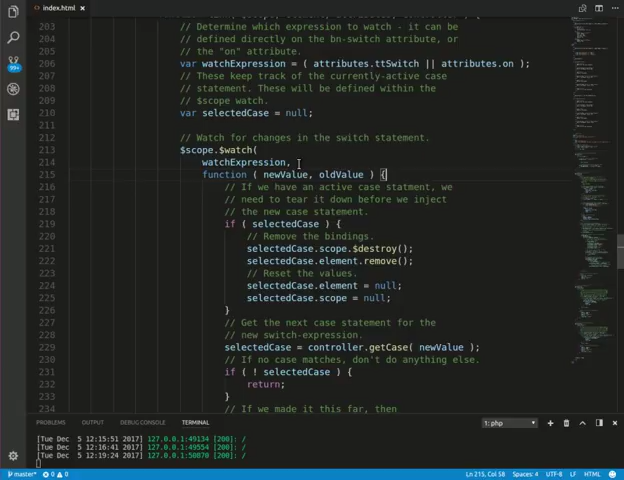 index.html
203 // Determine which expression to watch - it can be
204 // defined directly on the bn-switch attribute, or
205 // the "on" attribute.
206 var watchExpression = ( attributes.ttSwitch || attributes.on );
207 // These keep track of the currently-active case
208 // statement. These will be defined within the
209 // $scope watch.
210 var selectedCase = null;
211
212 // Watch for changes in the switch statement.
213 $scope.$watch(
214 watchExpression,
215 function ( newValue, oldValue ) {
216 // If we have an active case statment, we
217 // need to tear it down before we inject
218 // the new case statement.
219 if ( selectedCase ) {
220 // Remove the bindings.
221 selectedCase.scope.$destroy();
222 selectedCase.element.remove();
223 // Reset the values.
224 selectedCase.element = null;
225 selectedCase.scope = null;
226 }
227 // Get the next case statement for the
228 // new switch-expression.
229 selectedCase = controller.getCase( newValue );
230 // If no case matches, don't do anything else.
231 if ( ! selectedCase ) {
232 return;
233 }
234 // If we made it this far, then
99+
PROBLEMS OUTPUT DEBUG CONSOLE TERMINAL 1: php
[Tue Dec 5 12:15:51 2017] 127.0.0.1:49134 [200]: /
[Tue Dec 5 12:16:41 2017] 127.0.0.1:49554 [200]: /
[Tue Dec 5 12:19:24 2017] 127.0.0.1:50870 [200]: /
master* 0 0 Ln 215, Col 58 Spaces: 4 UTF-8 LF HTML